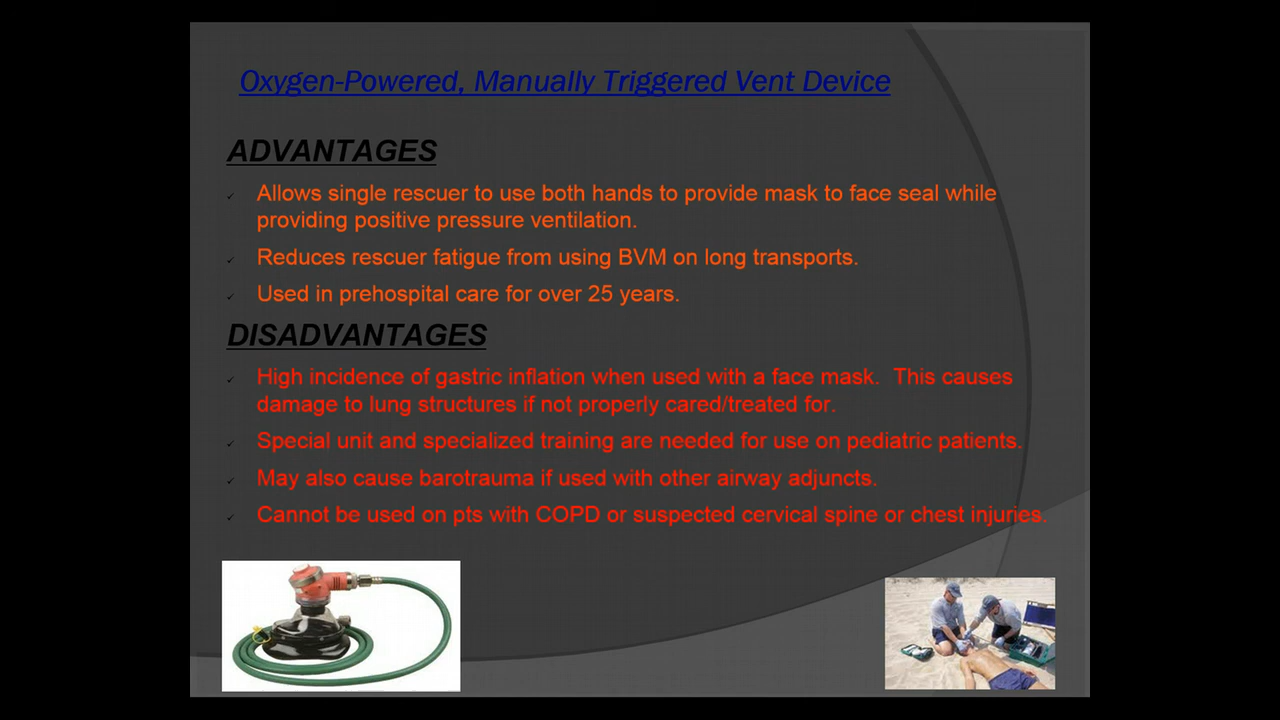 Oxygen-Powered, Manually Triggered Vent Device
ADVANTAGES
✓ Allows single rescuer to use both hands to provide mask to face seal while
providing positive pressure ventilation.
✓ Reduces rescuer fatigue from using BVM on long transports.
✓ Used in prehospital care for over 25 years.
DISADVANTAGES
✓ High incidence of gastric inflation when used with a face mask.  This causes
damage to lung structures if not properly cared/treated for.
✓ Special unit and specialized training are needed for use on pediatric patients.
✓ May also cause barotrauma if used with other airway adjuncts.
✓ Cannot be used on pts with COPD or suspected cervical spine or chest injuries.